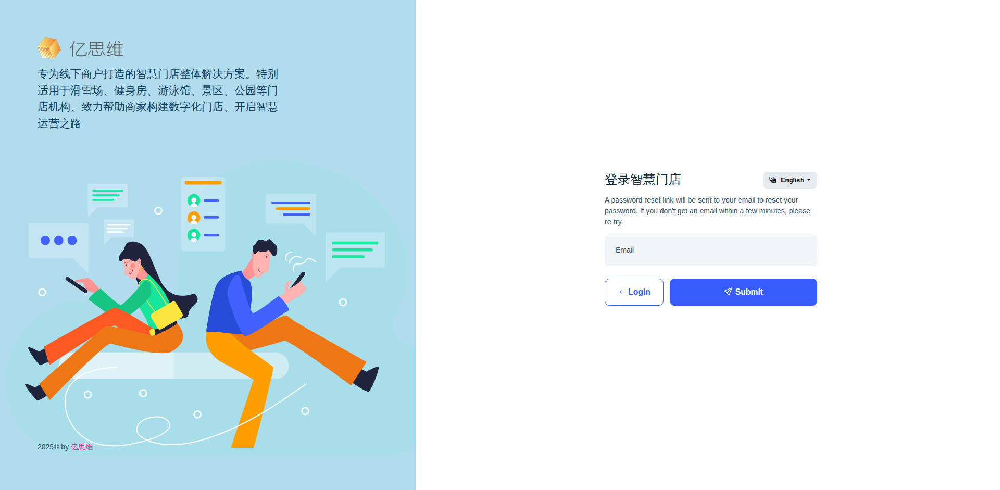 亿思维
专为线下商户打造的智慧门店整体解决方案。特别
适用于滑雪场、健身房、游泳馆、景区、公园等门
店机构、致力帮助商家构建数字化门店、开启智慧
运营之路
2025© by 亿思维
登录智慧门店
English
A password reset link will be sent to your email to reset your
password. If you don't get an email within a few minutes, please
re-try.
Email
Login
Submit